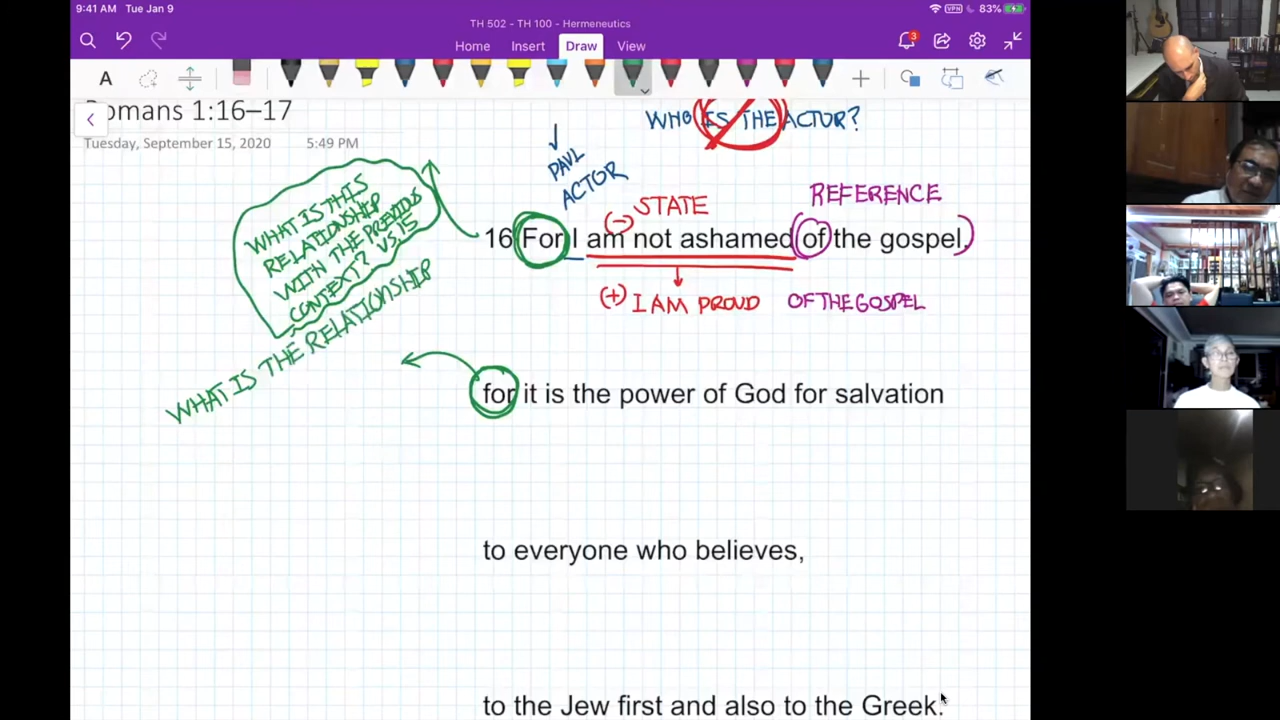 9:41 AM Tue Jan 9
VPN 83%
TH 502 - TH 100 - Hermeneutics
Home Insert Draw View
3
A
Romans 1:16–17
Tuesday, September 15, 2020 5:49 PM
WHO IS THE ACTOR?
PAUL
ACTOR
WHAT IS THIS
RELATIONSHIP
WITH THE PREVIOUS
CONTEXT? VS.15
WHAT IS THE RELATIONSHIP
(-) STATE
REFERENCE
16 For I am not ashamed (of the gospel,)
(+) I AM PROUD OF THE GOSPEL
for it is the power of God for salvation
to everyone who believes,
to the Jew first and also to the Greek.